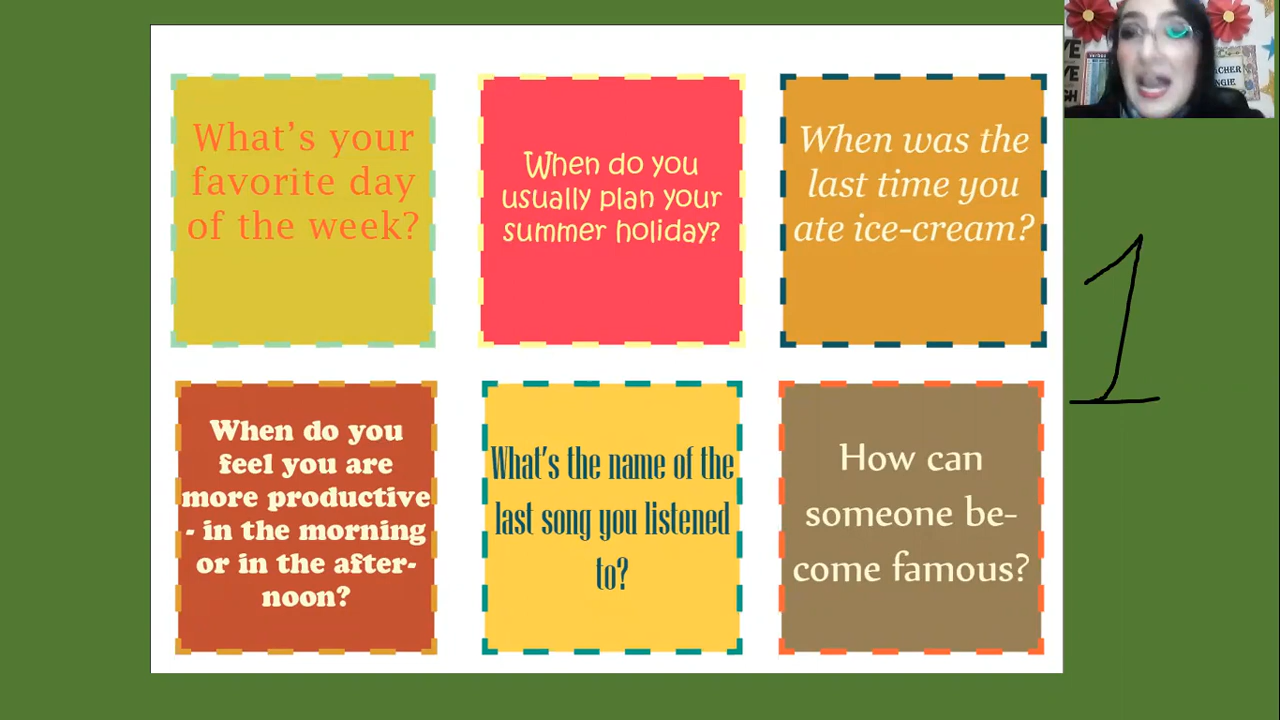 What's your
favorite day
of the week?
When do you
usually plan your
summer holiday?
When was the
last time you
ate ice-cream?
When do you
feel you are
more productive
- in the morning
or in the after-
noon?
What's the name of the
last song you listened
to?
How can
someone be-
come famous?
1